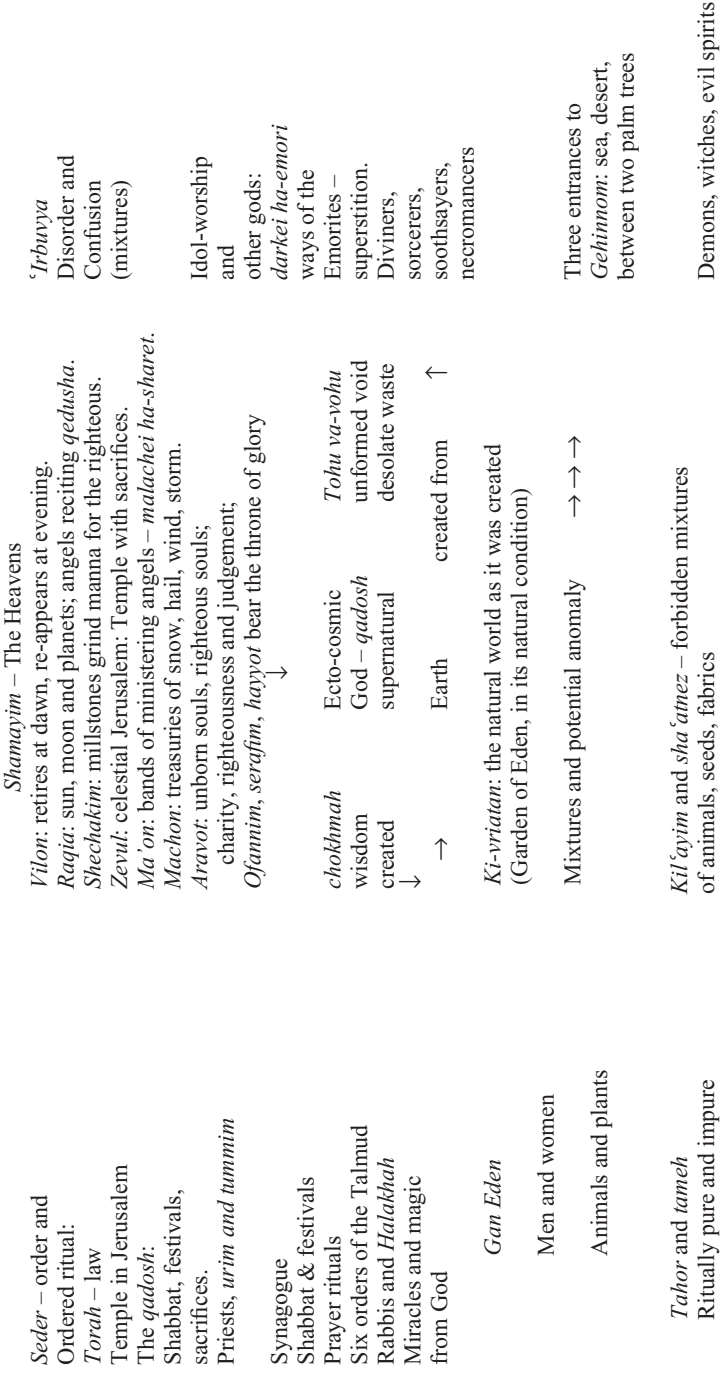 Seder – order and
Ordered ritual:
Torah – law
Temple in Jerusalem
The qadosh:
Shabbat, festivals,
sacrifices.
Priests, urim and tummim
Synagogue
Shabbat & festivals
Prayer rituals
Six orders of the Talmud
Rabbis and Halakhah
Miracles and magic
from God
Gan Eden
Men and women
Animals and plants
Tahor and tameh
Ritually pure and impure
Shamayim – The Heavens
Vilon: retires at dawn, re-appears at evening.
Raqia: sun, moon and planets; angels reciting qedusha.
Shechakim: millstones grind manna for the righteous.
Zevul: celestial Jerusalem: Temple with sacrifices.
Ma'on: bands of ministering angels – malachei ha-sharet.
Machon: treasuries of snow, hail, wind, storm.
Aravot: unborn souls, righteous souls;
charity, righteousness and judgement;
Ofannim, serafim, hayyot bear the throne of glory
↓
chokhmah Ecto-cosmic Tohu va-vohu
wisdom God – qadosh unformed void
created supernatural desolate waste
↓
→ Earth created from ↑
Ki-vriatan: the natural world as it was created
(Garden of Eden, in its natural condition)
Mixtures and potential anomaly →→→
Kilʿayim and shaʿatnez – forbidden mixtures
of animals, seeds, fabrics
ʿIrbuvya
Disorder and
Confusion
(mixtures)
Idol-worship
and
other gods:
darkei ha-emori
ways of the
Emorites –
superstition.
Diviners,
sorcerers,
soothsayers,
necromancers
Three entrances to
Gehinnom: sea, desert,
between two palm trees
Demons, witches, evil spirits